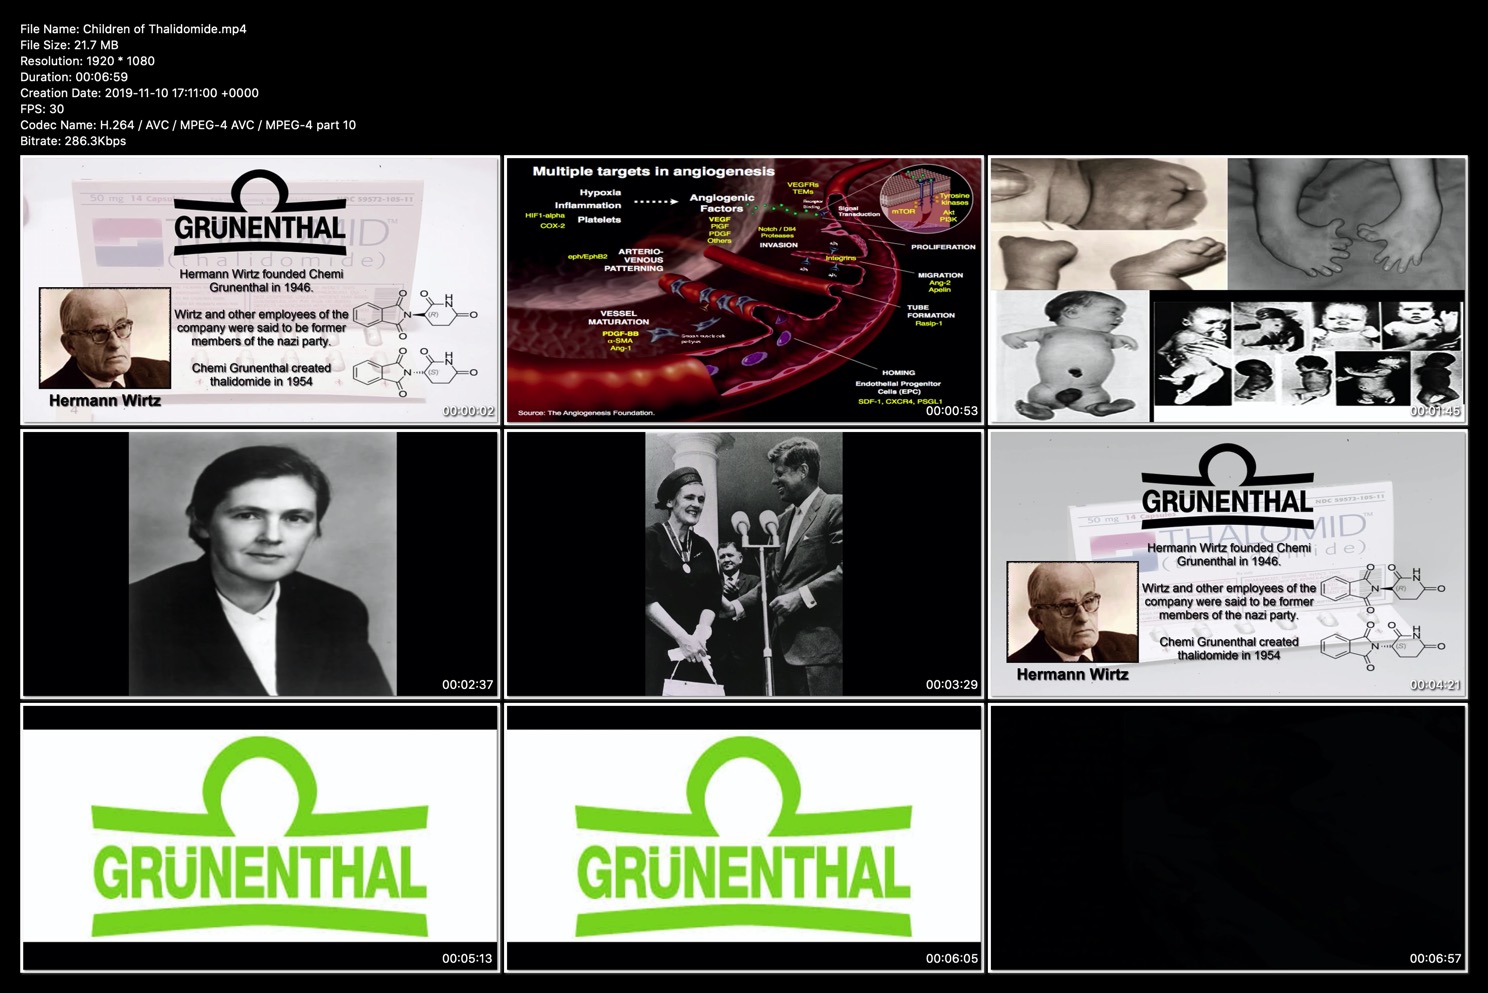 File Name: Children of Thalidomide.mp4
File Size: 21.7 MB
Resolution: 1920 * 1080
Duration: 00:06:59
Creation Date: 2019-11-10 17:11:00 +0000
FPS: 30
Codec Name: H.264 / AVC / MPEG-4 AVC / MPEG-4 part 10
Bitrate: 286.3Kbps
50 mg 14
NDC 59572-105-11
GRÜNENTHAL
(thalidomide)
Hermann Wirtz founded Chemi
Grunenthal in 1946.
Wirtz and other employees of the
company were said to be former
members of the nazi party.
Chemi Grunenthal created
thalidomide in 1954
Hermann Wirtz
O O NH
N (R) O
O
O O NH
N (S) O
O
00:00:02
Multiple targets in angiogenesis
Hypoxia
Inflammation
Platelets
HIF1-alpha
COX-2
Angiogenic
Factors
VEGF
PlGF
PDGF
Others
VEGFRs
TEMs
Receptor
Binding
Signal
Transduction
mTOR
Tyrosine
kinases
Akt
PI3K
Notch / Dll4
Proteases
INVASION
Integrins
PROLIFERATION
eph/EphB2
ARTERIO-
VENOUS
PATTERNING
MIGRATION
Ang-2
Apelin
TUBE
FORMATION
Rasip-1
VESSEL
MATURATION
PDGF-BB
α-SMA
Ang-1
Smooth muscle cells
pericytes
HOMING
Endothelial Progenitor
Cells (EPC)
SDF-1, CXCR4, PSGL1
Source: The Angiogenesis Foundation.
00:00:53
00:01:45
00:02:37
00:03:29
GRÜNENTHAL
NDC 59572-105-11
50 mg 14 Capsules
THALOMID™
Hermann Wirtz founded Chemi
Grunenthal in 1946.
Wirtz and other employees of the
company were said to be former
members of the nazi party.
Chemi Grunenthal created
thalidomide in 1954
Hermann Wirtz
O O NH
N (R) O
O
O O NH
N (S) O
O
00:04:21
GRÜNENTHAL
00:05:13
GRÜNENTHAL
00:06:05
00:06:57